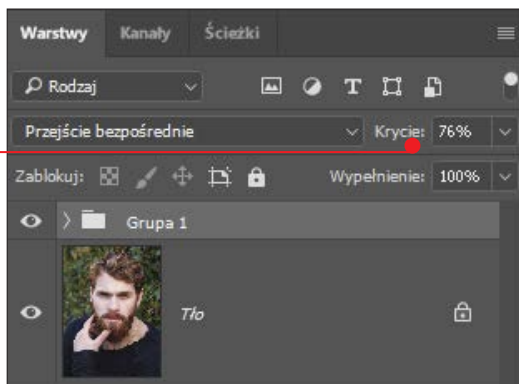 Warstwy Kanały Ścieżki
Rodzaj T
Przejście bezpośrednie Krycie: 76%
Zablokuj: Wypełnienie: 100%
Grupa 1
Tło